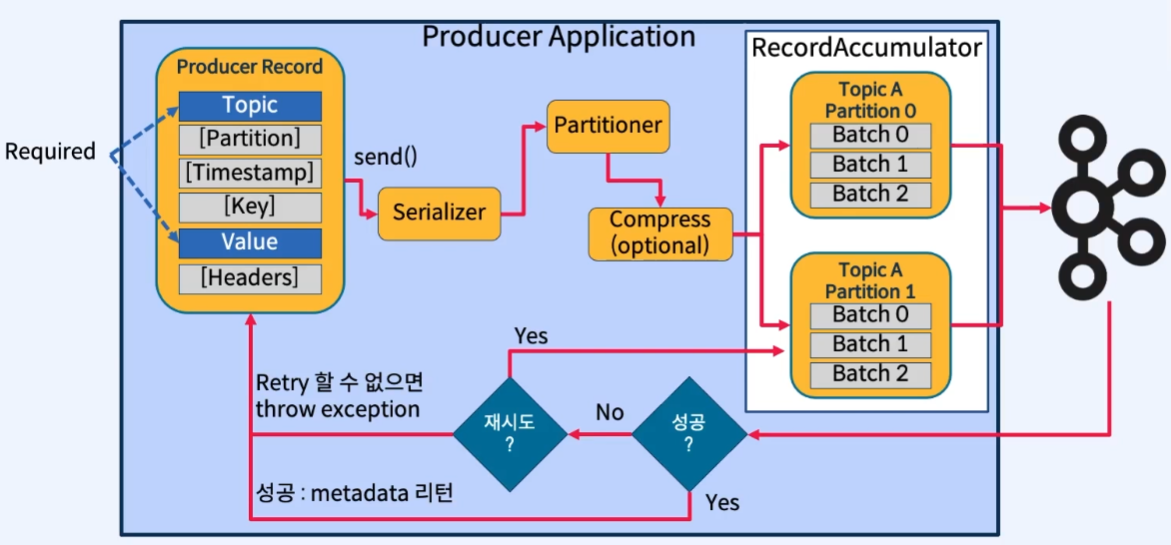 Producer Application
Required
Producer Record
Topic
[Partition]
[Timestamp]
[Key]
Value
[Headers]
send()
Serializer
Partitioner
Compress
(optional)
RecordAccumulator
Topic A
Partition 0
Batch 0
Batch 1
Batch 2
Topic A
Partition 1
Batch 0
Batch 1
Batch 2
Yes
Retry 할 수 없으면
throw exception
재시도
?
No
성공
?
성공 : metadata 리턴
Yes